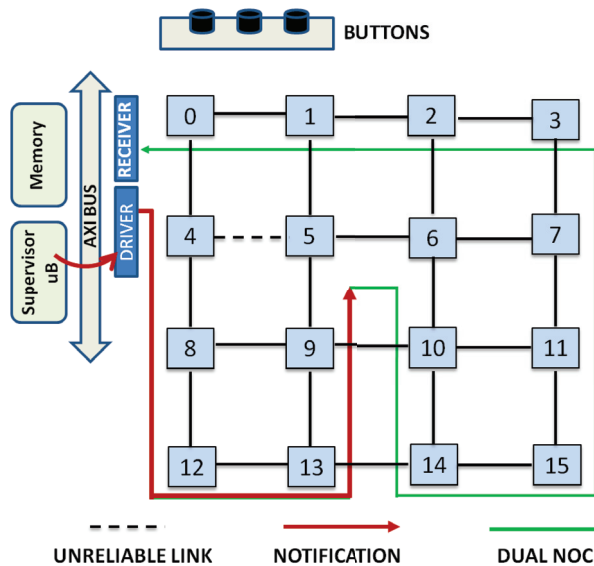 BUTTONS
Memory
AXI BUS
RECEIVER
DRIVER
Supervisor
uB
0
1
2
3
4
5
6
7
8
9
10
11
12
13
14
15
UNRELIABLE LINK
NOTIFICATION
DUAL NOC